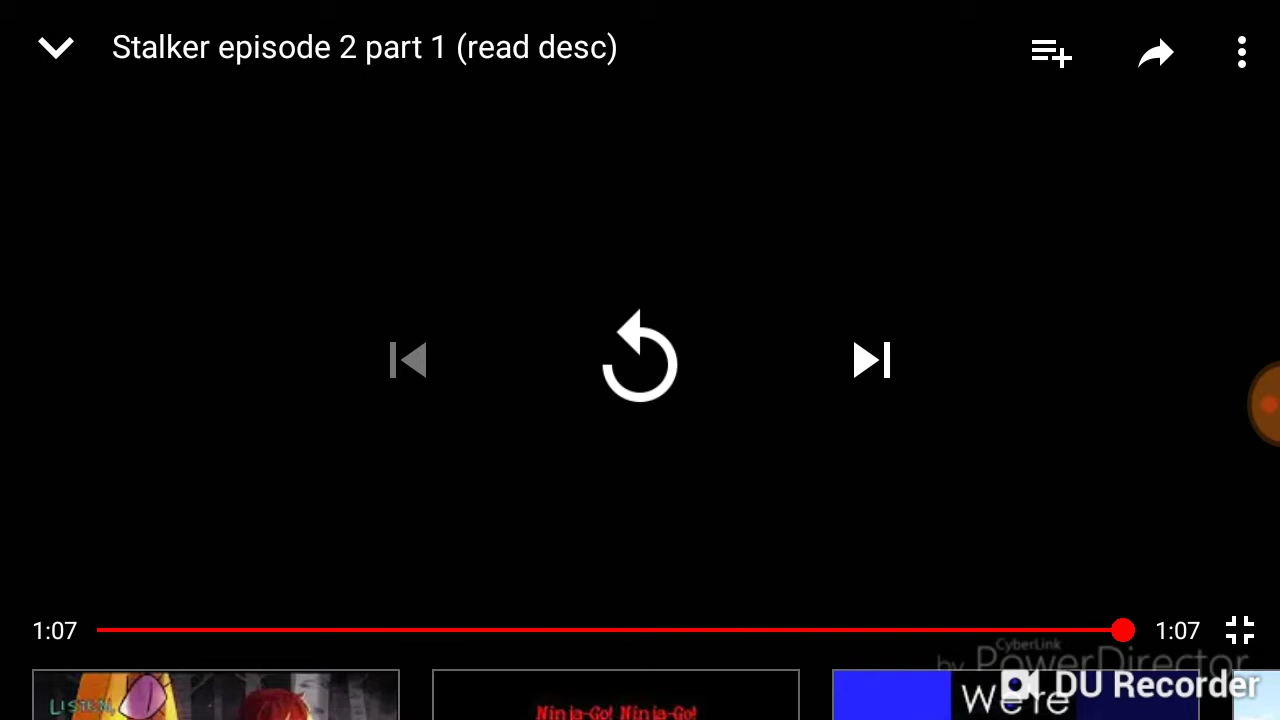 Stalker episode 2 part 1 (read desc)
1:07
1:07
CyberLink
by PowerDirector
DU Recorder
LISTEN,
Ninja-Go! Ninja-Go!
We're